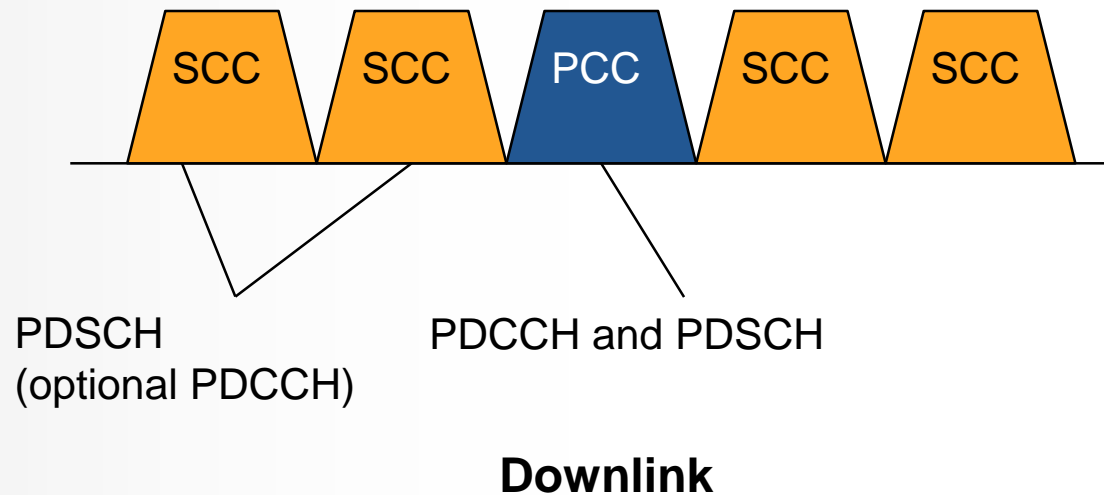 SCC SCC PCC SCC SCC
PDSCH
(optional PDCCH)
PDCCH and PDSCH
Downlink